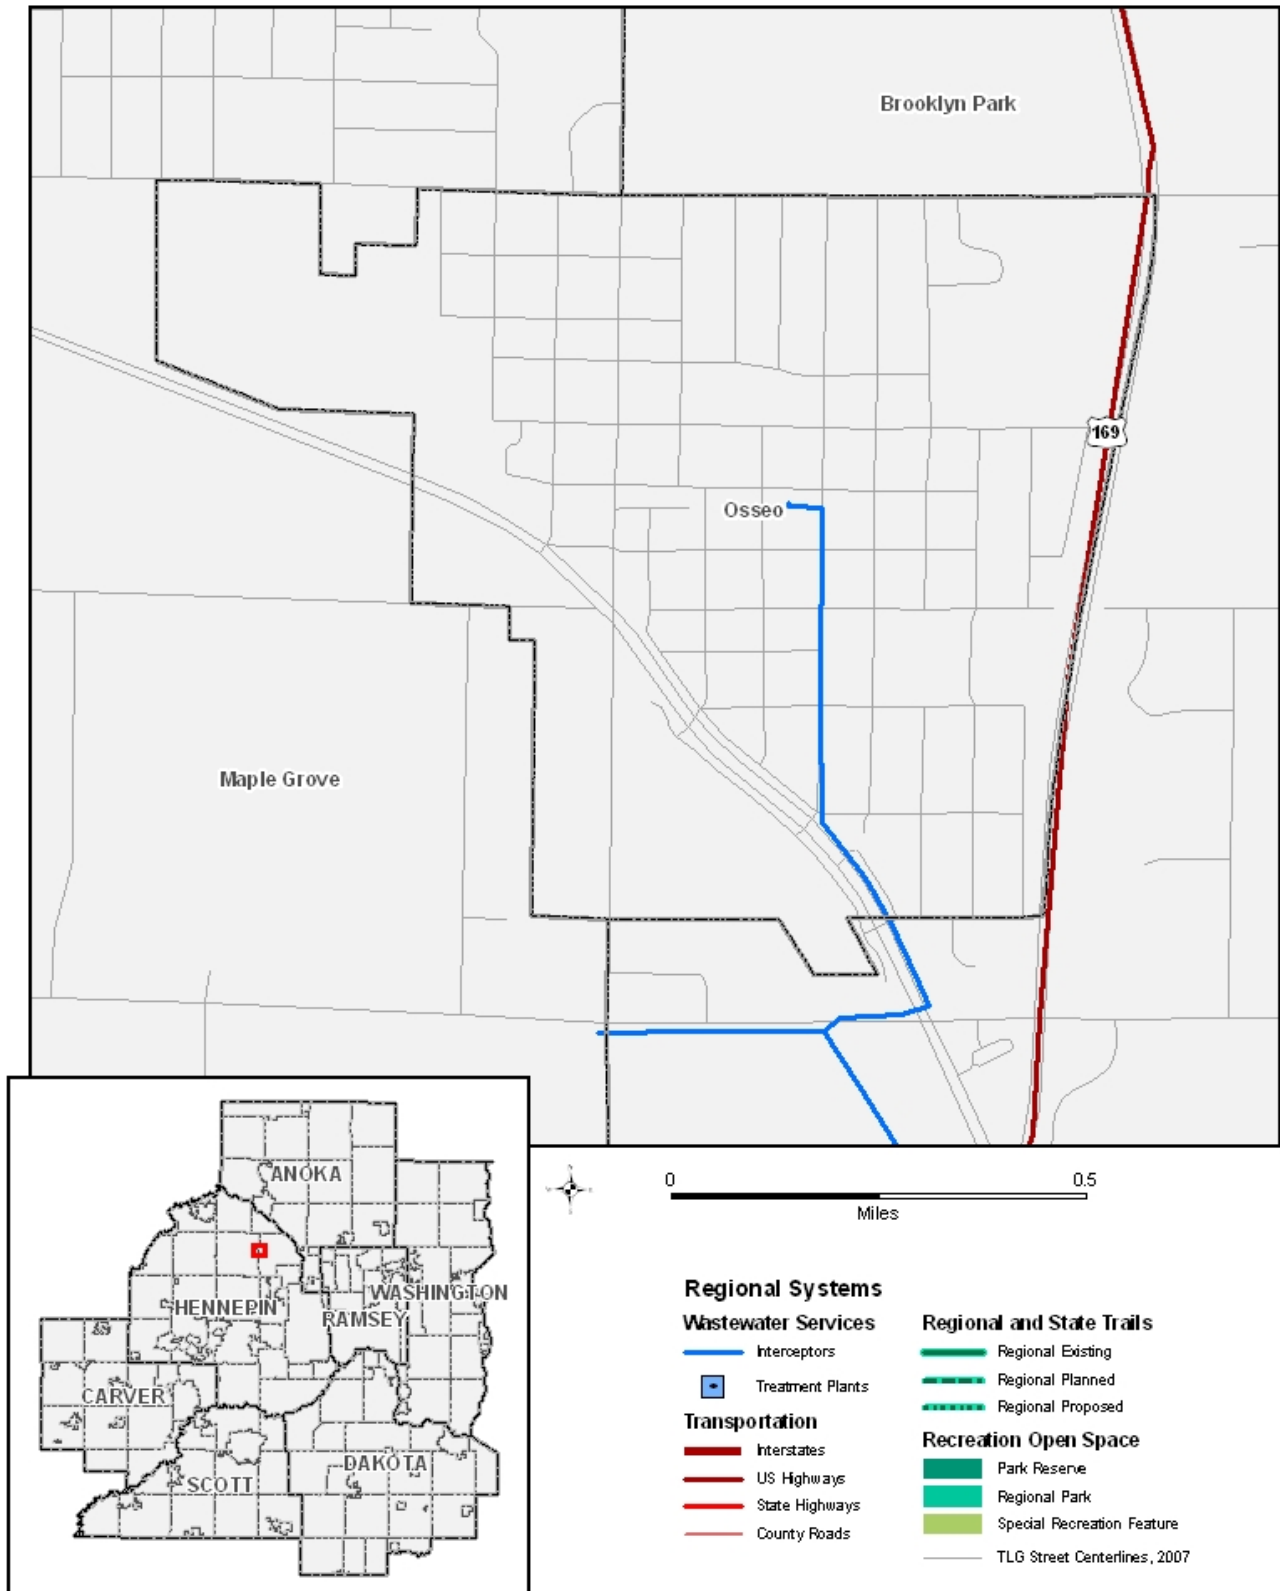 Brooklyn Park
169
Osseo
Maple Grove
ANOKA
HENNEPIN
WASHINGTON
RAMSEY
CARVER
SCOTT
DAKOTA
0 0.5
Miles
Regional Systems
Wastewater Services
Interceptors
Treatment Plants
Transportation
Interstates
US Highways
State Highways
County Roads
Regional and State Trails
Regional Existing
Regional Planned
Regional Proposed
Recreation Open Space
Park Reserve
Regional Park
Special Recreation Feature
TLG Street Centerlines, 2007